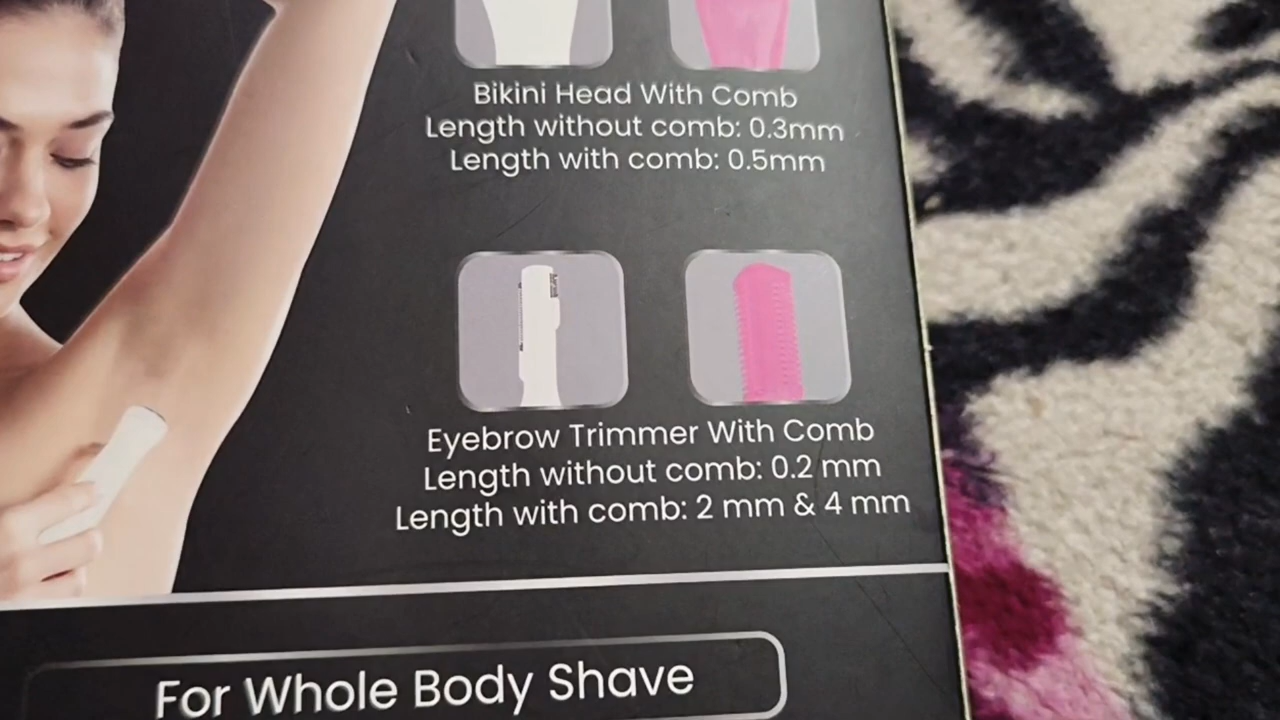 Bikini Head With Comb
Length without comb: 0.3mm
Length with comb: 0.5mm
Eyebrow Trimmer With Comb
Length without comb: 0.2 mm
Length with comb: 2 mm & 4 mm
For Whole Body Shave